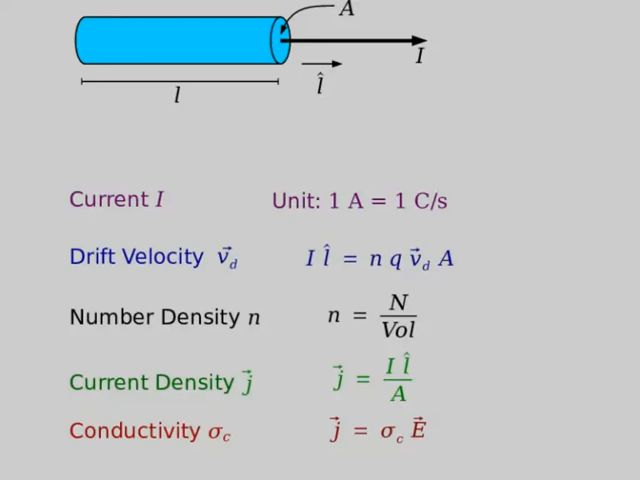 A
I
l̂
l
Current I Unit: 1 A = 1 C/s
Drift Velocity v⃗d I l̂ = n q v⃗d A
Number Density n n = N/Vol
Current Density j⃗ j⃗ = I l̂/A
Conductivity σc j⃗ = σc E⃗